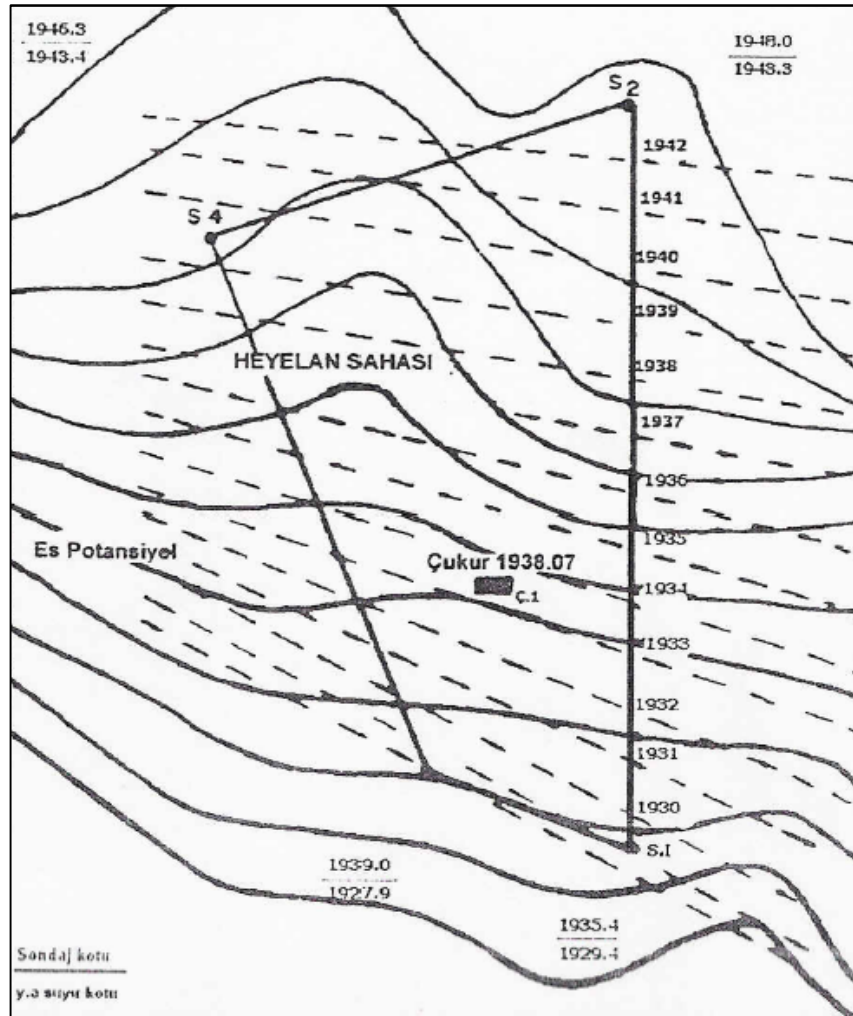 1946.3
1943.4
1948.0
1943.3
S 2
1942
1941
S 4
1940
1939
HEYELAN SAHASI
1938
1937
1936
1935
Es Potansiyel
Çukur 1938.07
Ç.1
1934
1933
1932
1931
1930
S.I
1939.0
1927.9
1935.4
1929.4
Sondaj kotu
y.a suyu kotu